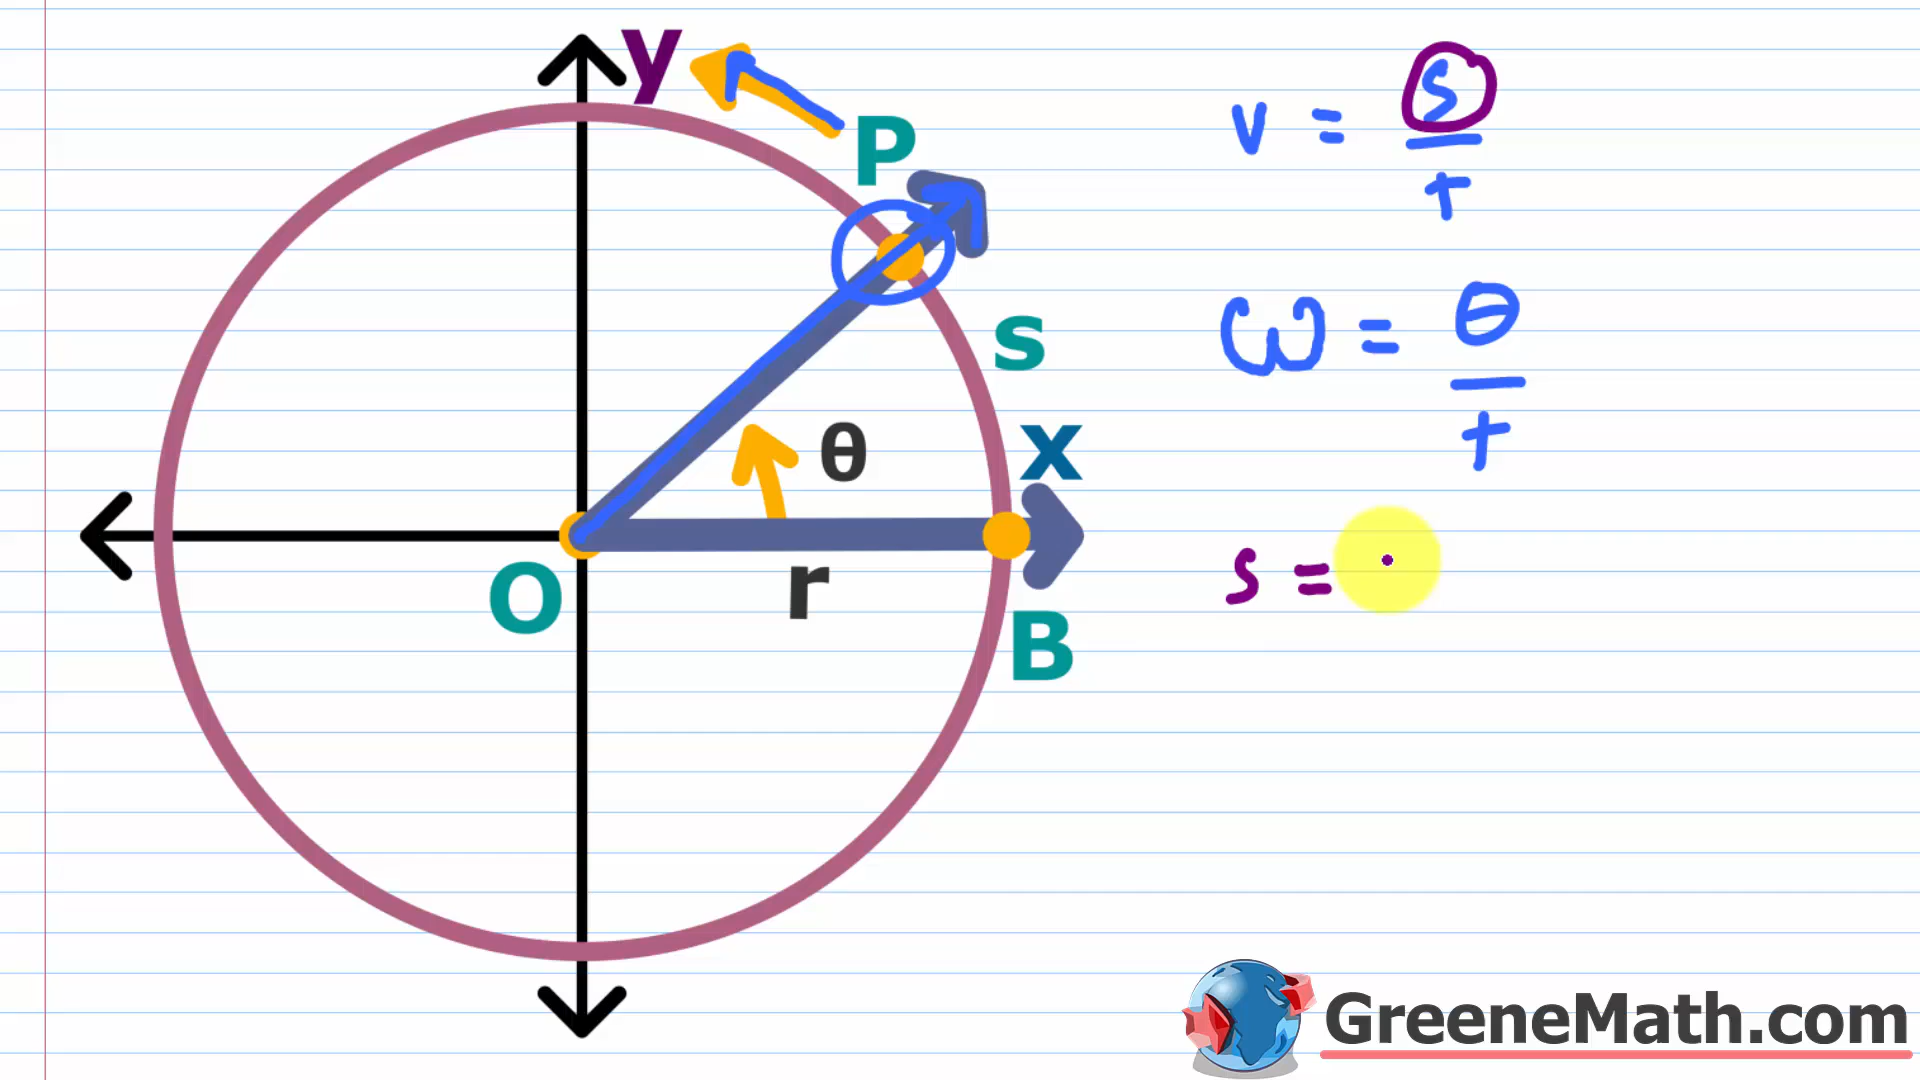 y
P
s
θ
x
O
r
B
v = s/t
ω = θ/t
s =
GreeneMath.com